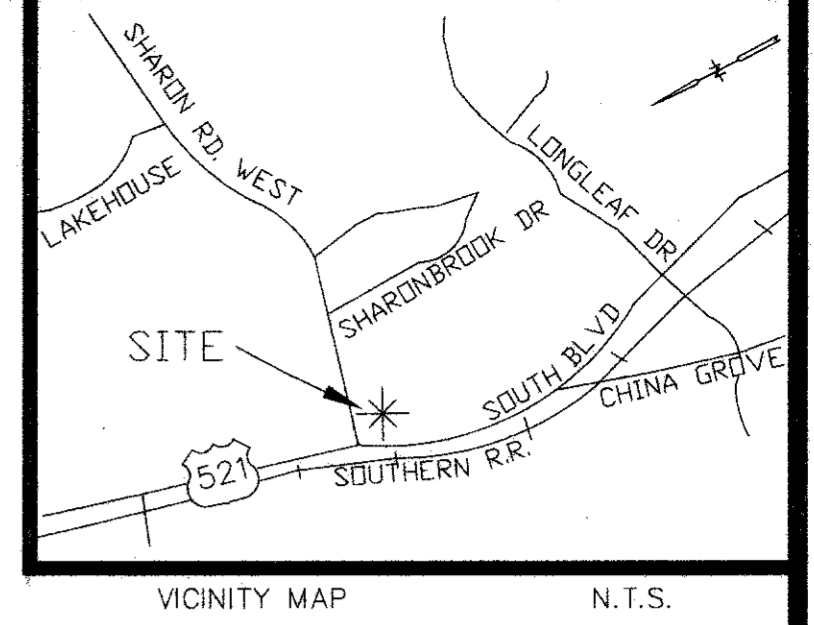 SHARON RD. WEST
N
LAKEHOUSE
LONGLEAF DR
SHARONBROOK DR
SITE
SOUTH BLVD
CHINA GROVE
521
SOUTHERN R.R.
VICINITY MAP
N.T.S.